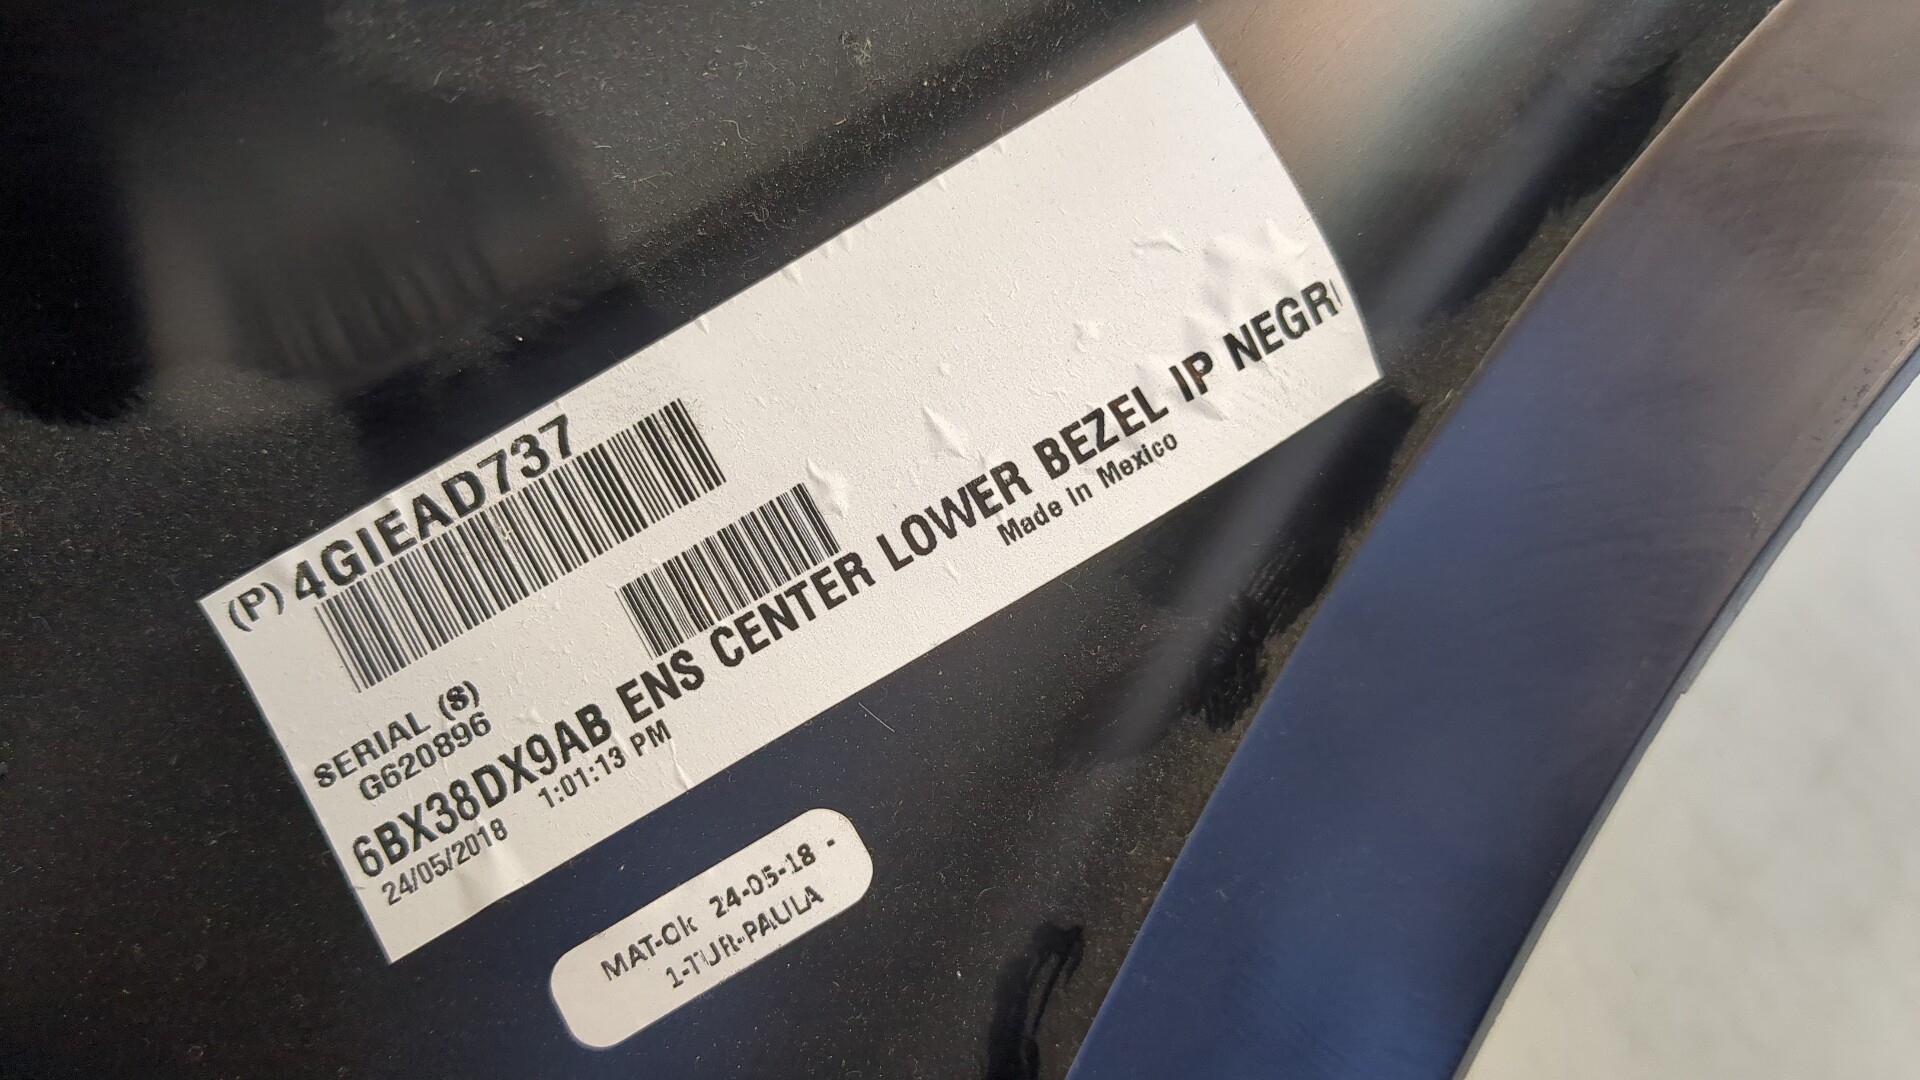 (P) 4GIEAD737
SERIAL (S)
G620896
6BX38DX9AB ENS CENTER LOWER BEZEL IP NEGR
24/05/2018 1:01:13 PM Made in Mexico
MAT-Ok 24-05-18 -
1-TUR-PAULA